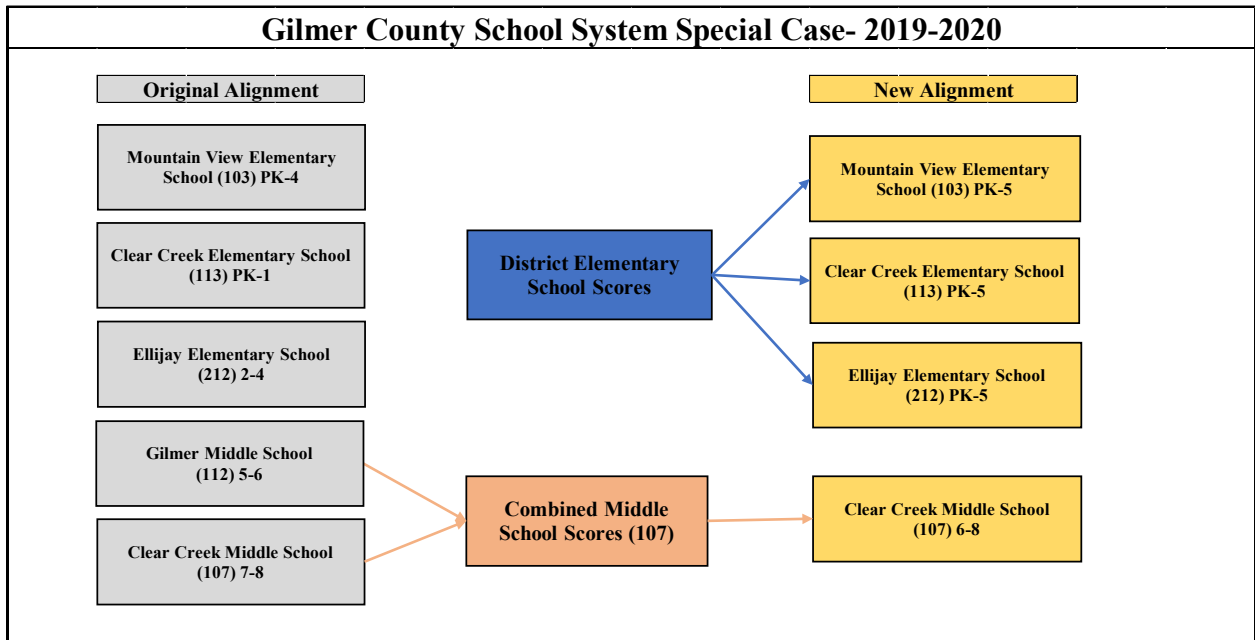 Gilmer County School System Special Case- 2019-2020
Original Alignment
Mountain View Elementary
School (103) PK-4
Clear Creek Elementary School
(113) PK-1
Ellijay Elementary School
(212) 2-4
Gilmer Middle School
(112) 5-6
Clear Creek Middle School
(107) 7-8
District Elementary
School Scores
Combined Middle
School Scores (107)
New Alignment
Mountain View Elementary
School (103) PK-5
Clear Creek Elementary School
(113) PK-5
Ellijay Elementary School
(212) PK-5
Clear Creek Middle School
(107) 6-8